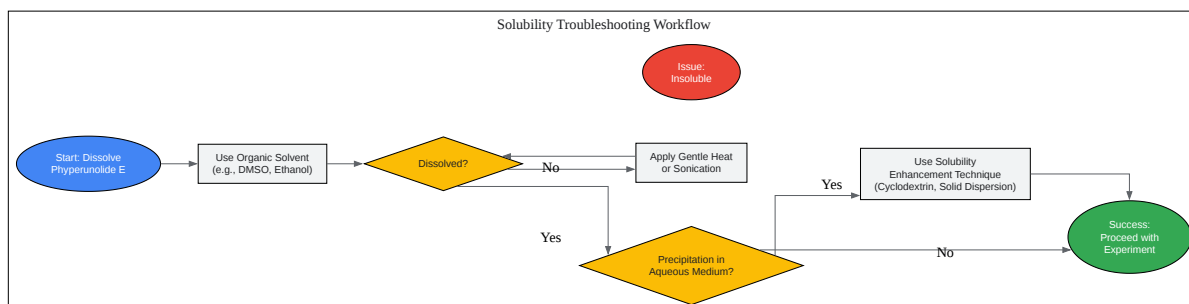 Solubility Troubleshooting Workflow
Issue:
Insoluble
Start: Dissolve
Phyperunolide E
Use Organic Solvent
(e.g., DMSO, Ethanol)
Dissolved?
No
Apply Gentle Heat
or Sonication
Yes
Precipitation in
Aqueous Medium?
Yes
Use Solubility
Enhancement Technique
(Cyclodextrin, Solid Dispersion)
No
Success:
Proceed with
Experiment